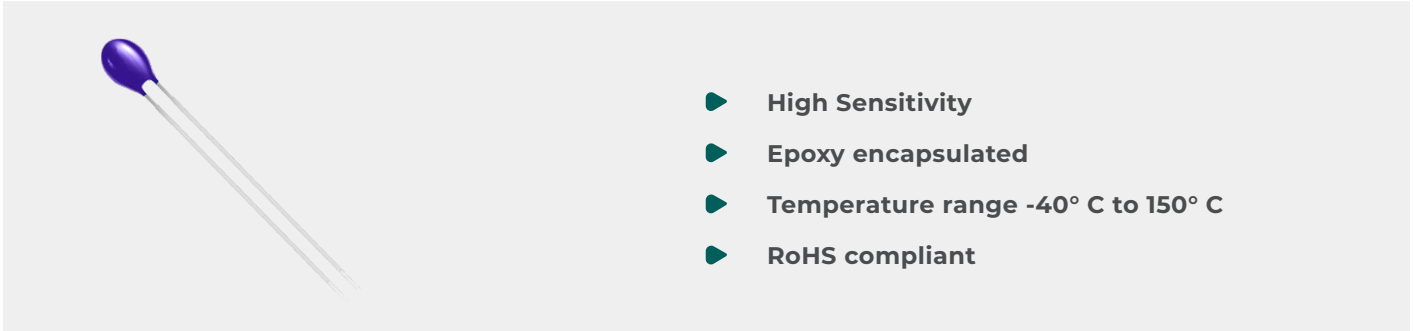 High Sensitivity
Epoxy encapsulated
Temperature range -40° C to 150° C
RoHS compliant